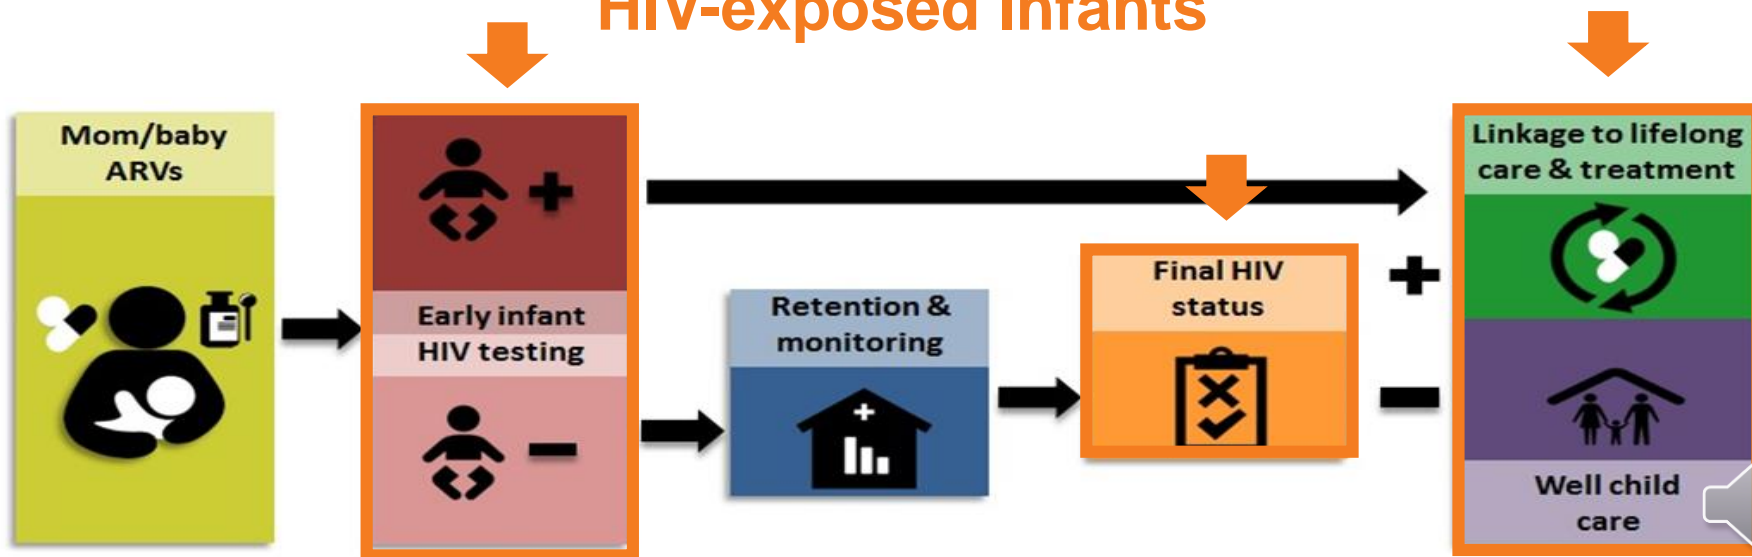 HIV-exposed Infants
Mom/baby
ARVs
Early infant
HIV testing
Retention &
monitoring
Final HIV
status
Linkage to lifelong
care & treatment
Well child
care